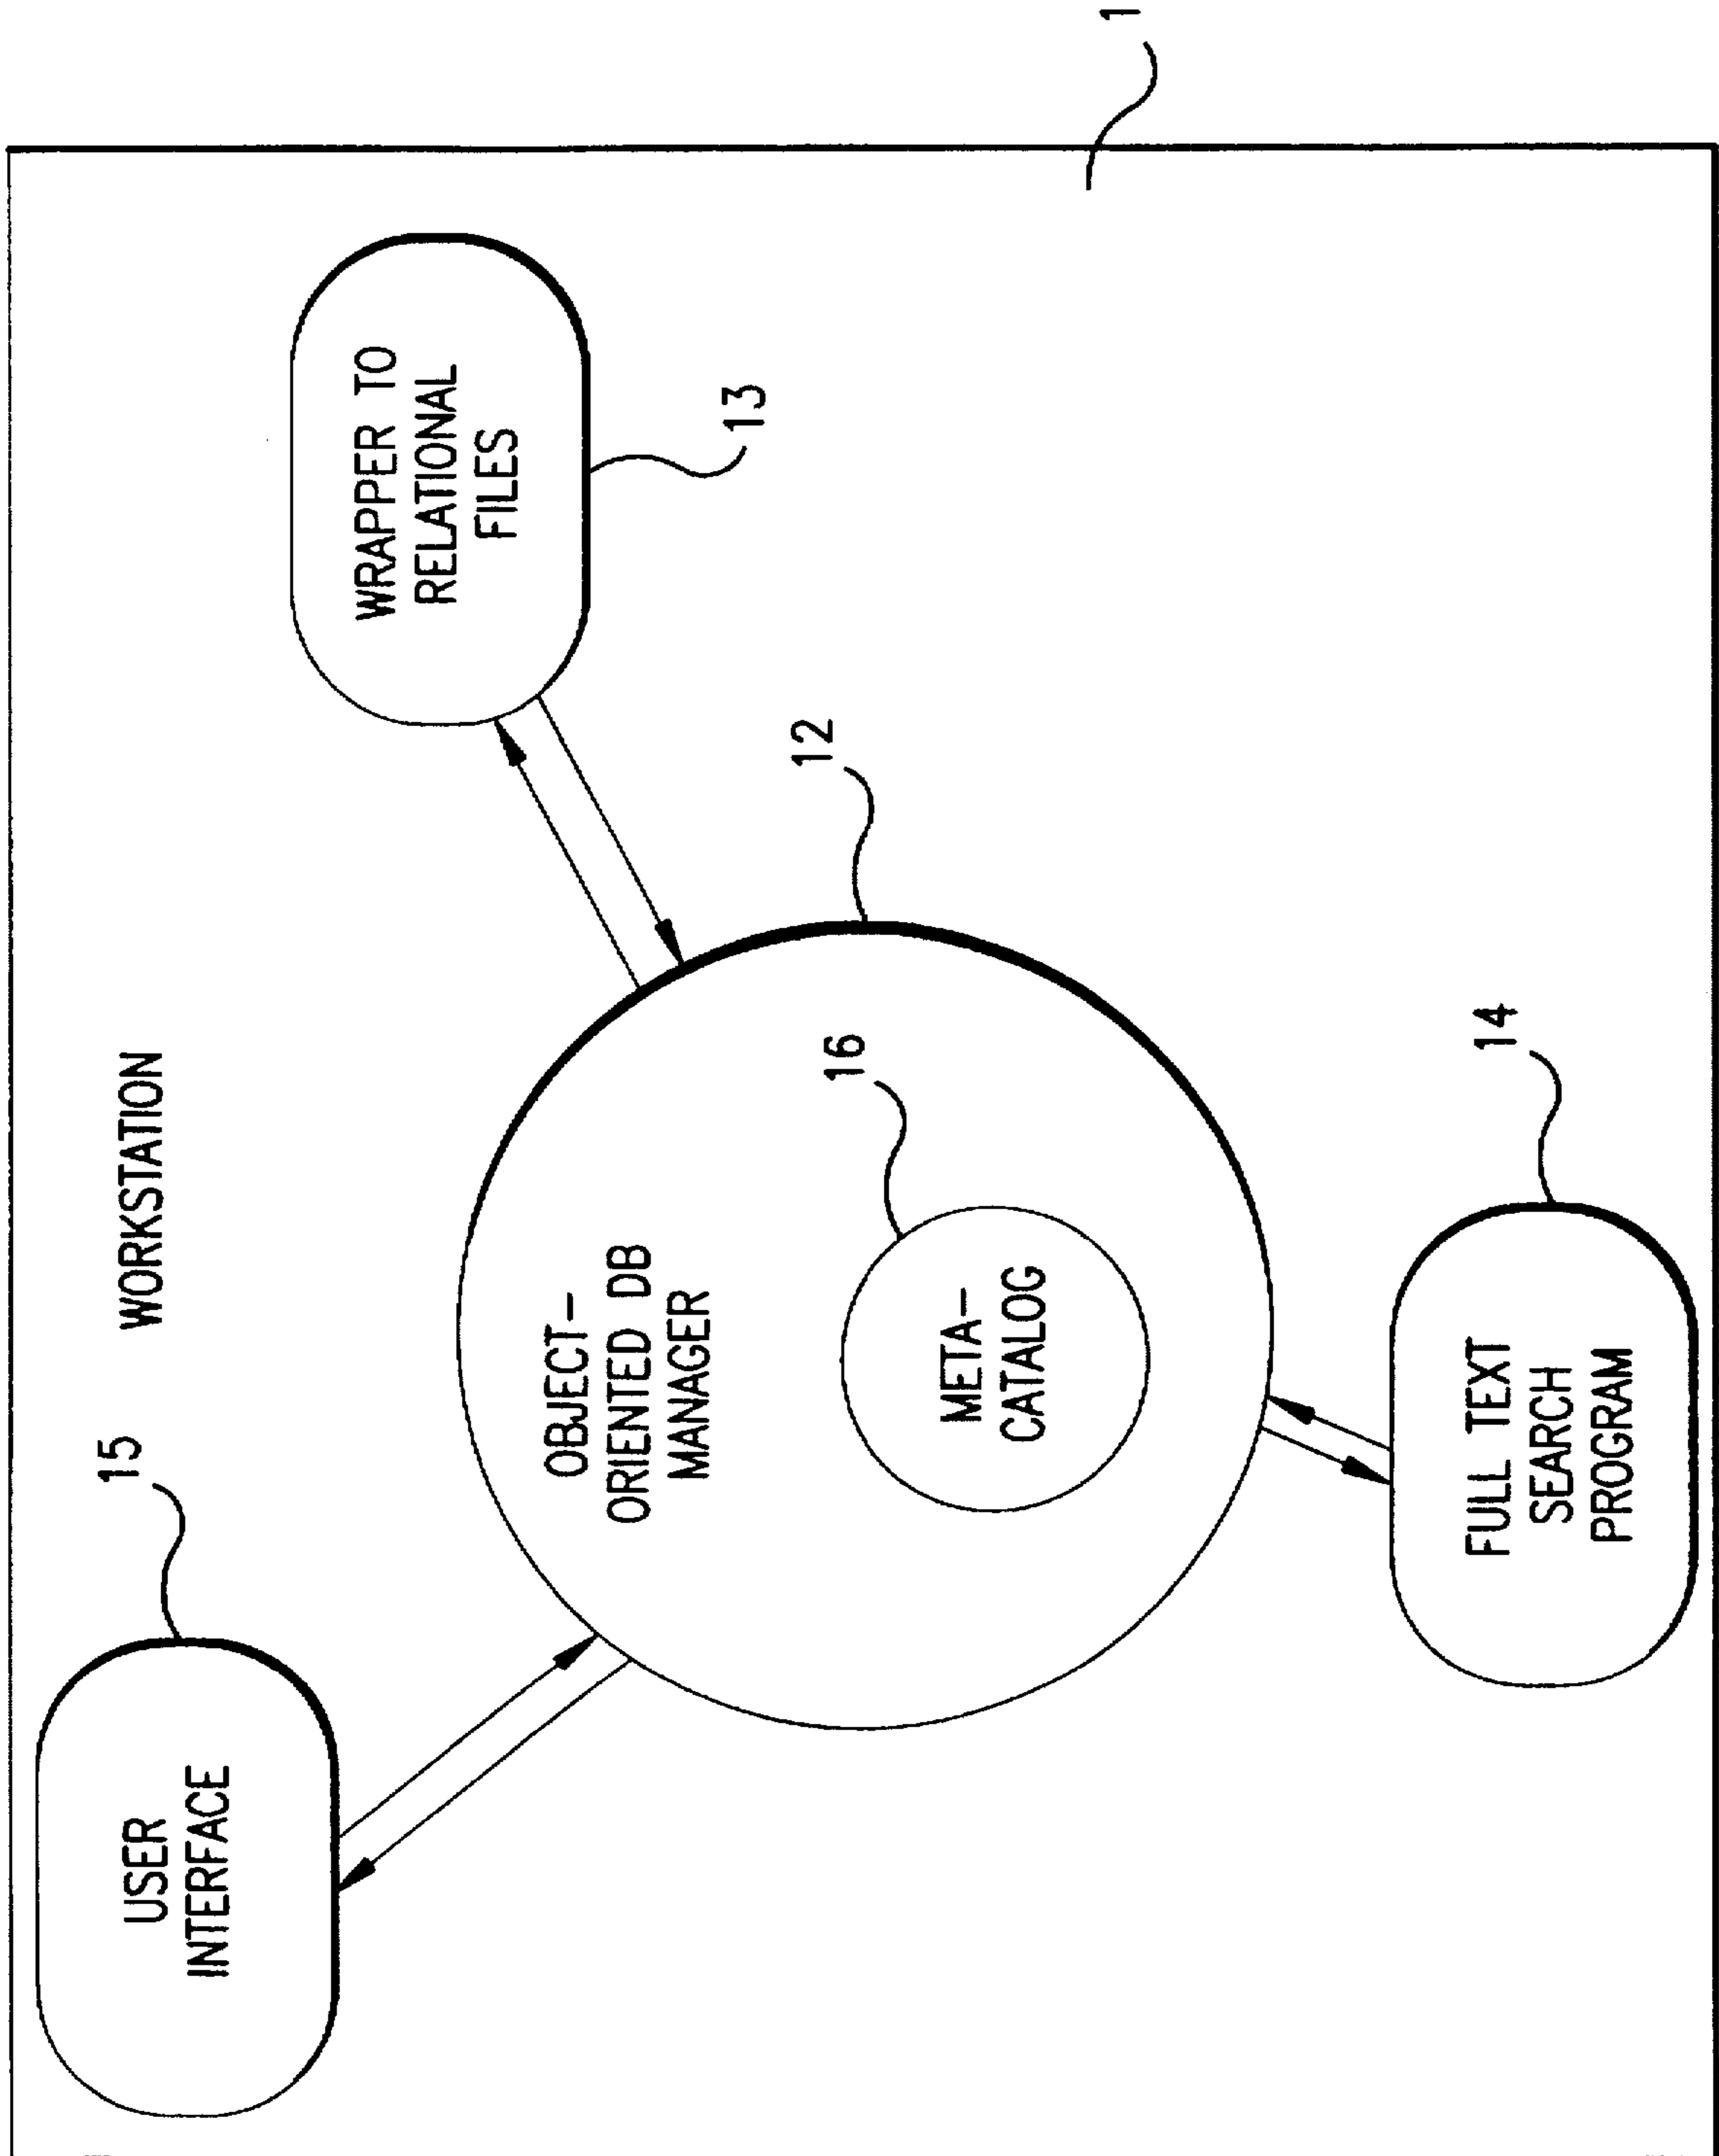 WORKSTATION
15
USER
INTERFACE
WRAPPER TO
RELATIONAL
FILES
13
12
OBJECT-
ORIENTED DB
MANAGER
16
META-
CATALOG
14
FULL TEXT
SEARCH
PROGRAM
1